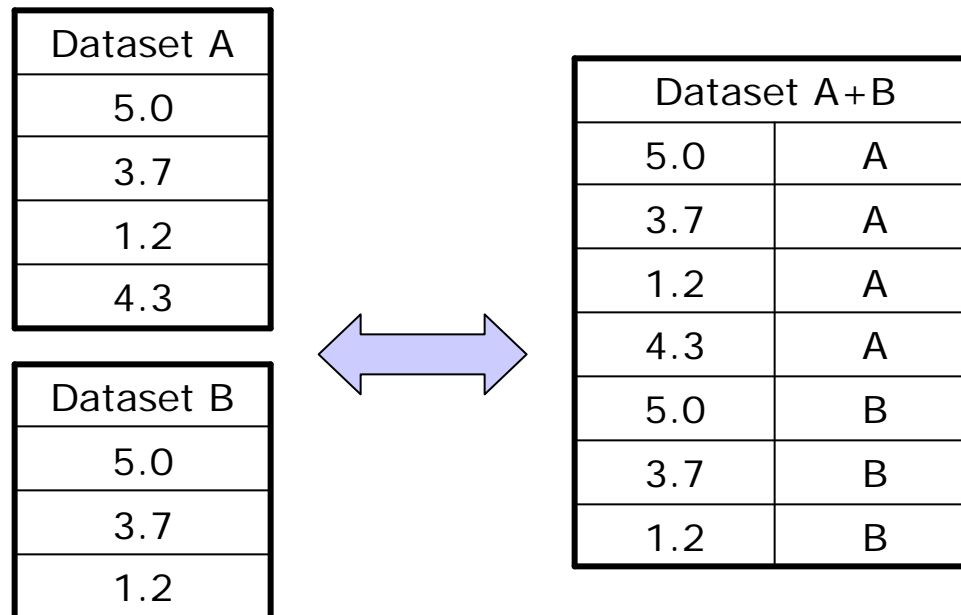 Dataset A
5.0
3.7
1.2
4.3
Dataset B
5.0
3.7
1.2
Dataset A+B
5.0 A
3.7 A
1.2 A
4.3 A
5.0 B
3.7 B
1.2 B